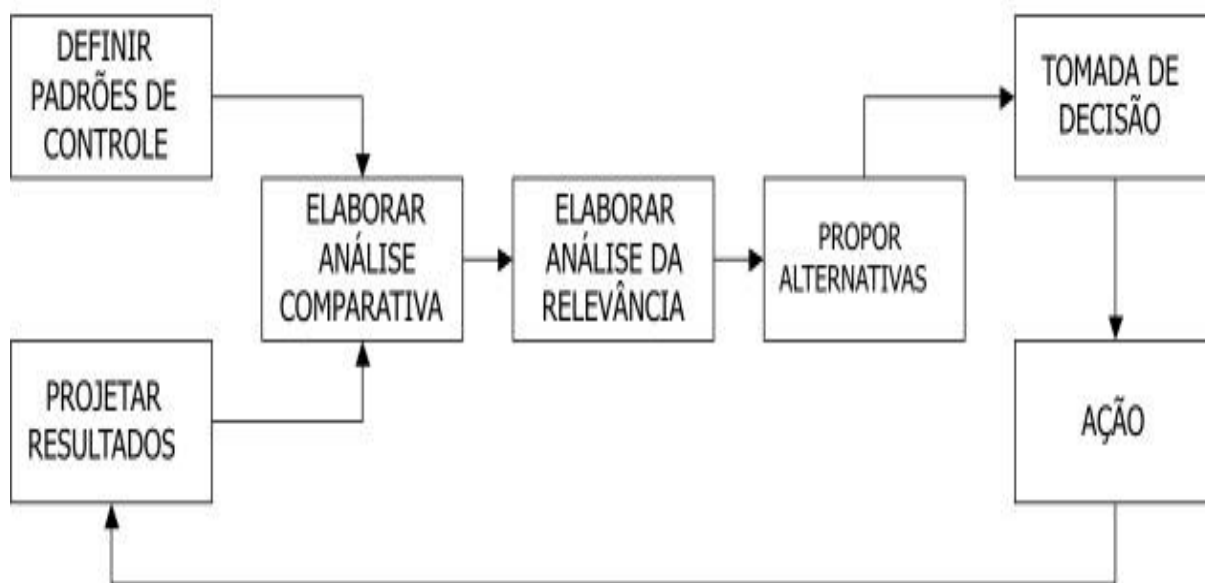 DEFINIR
PADRÕES DE
CONTROLE
TOMADA DE
DECISÃO
ELABORAR
ANÁLISE
COMPARATIVA
ELABORAR
ANÁLISE DA
RELEVÂNCIA
PROPOR
ALTERNATIVAS
PROJETAR
RESULTADOS
AÇÃO